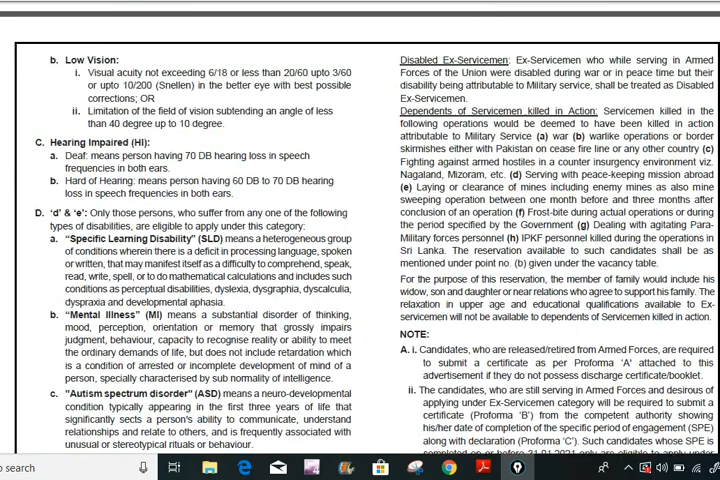 b. Low Vision:
i. Visual acuity not exceeding 6/18 or less than 20/60 upto 3/60
or upto 10/200 (Snellen) in the better eye with best possible
corrections; OR
ii. Limitation of the field of vision subtending an angle of less
than 40 degree up to 10 degree.
C. Hearing Impaired (HI):
a. Deaf: means person having 70 DB hearing loss in speech
frequencies in both ears.
b. Hard of Hearing: means person having 60 DB to 70 DB hearing
loss in speech frequencies in both ears.
D. 'd' & 'e': Only those persons, who suffer from any one of the following
types of disabilities, are eligible to apply under this category:
a. "Specific Learning Disability" (SLD) means a heterogeneous group
of conditions wherein there is a deficit in processing language, spoken
or written, that may manifest itself as a difficulty to comprehend, speak,
read, write, spell, or to do mathematical calculations and includes such
conditions as perceptual disabilities, dyslexia, dysgraphia, dyscalculia,
dyspraxia and developmental aphasia.
b. "Mental Illness" (MI) means a substantial disorder of thinking,
mood, perception, orientation or memory that grossly impairs
judgment, behaviour, capacity to recognise reality or ability to meet
the ordinary demands of life, but does not include retardation which
is a condition of arrested or incomplete development of mind of a
person, specially characterised by sub normality of intelligence.
c. "Autism spectrum disorder" (ASD) means a neuro-developmental
condition typically appearing in the first three years of life that
significantly sects a person's ability to communicate, understand
relationships and relate to others, and is frequently associated with
unusual or stereotypical rituals or behaviour.
Disabled Ex-Servicemen: Ex-Servicemen who while serving in Armed
Forces of the Union were disabled during war or in peace time but their
disability being attributable to Military service, shall be treated as Disabled
Ex-Servicemen.
Dependents of Servicemen killed in Action: Servicemen killed in the
following operations would be deemed to have been killed in action
attributable to Military Service (a) war (b) warlike operations or border
skirmishes either with Pakistan on cease fire line or any other country (c)
Fighting against armed hostiles in a counter insurgency environment viz.
Nagaland, Mizoram, etc. (d) Serving with peace-keeping mission abroad
(e) Laying or clearance of mines including enemy mines as also mine
sweeping operation between one month before and three months after
conclusion of an operation (f) Frost-bite during actual operations or during
the period specified by the Government (g) Dealing with agitating Para-
Military forces personnel (h) IPKF personnel killed during the operations in
Sri Lanka. The reservation available to such candidates shall be as
mentioned under point no. (b) given under the vacancy table.
For the purpose of this reservation, the member of family would include his
widow, son and daughter or near relations who agree to support his family. The
relaxation in upper age and educational qualifications available to Ex-
servicemen will not be available to dependents of Servicemen killed in action.
NOTE:
A. i. Candidates, who are released/retired from Armed Forces, are required
to submit a certificate as per Proforma 'A' attached to this
advertisement if they do not possess discharge certificate/booklet.
ii. The candidates, who are still serving in Armed Forces and desirous of
applying under Ex-Servicemen category will be required to submit a
certificate (Proforma 'B') from the competent authority showing
his/her date of completion of the specific period of engagement (SPE)
along with declaration (Proforma 'C'). Such candidates whose SPE is
completed on or before 31.01.2021 only are eligible to apply under
o search